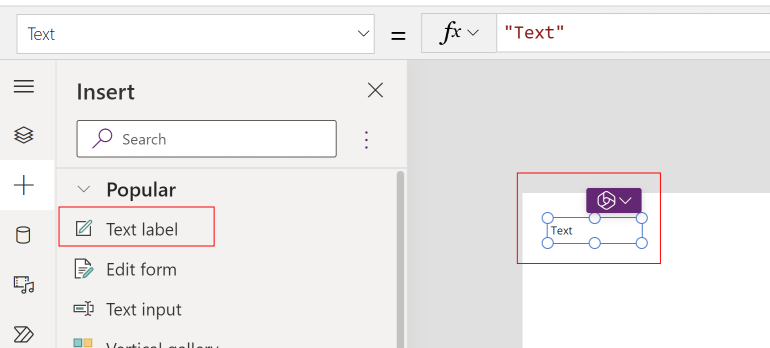 Text
=
fx
"Text"
Insert
Search
Popular
Text label
Edit form
Text input
Vertical gallery
Text